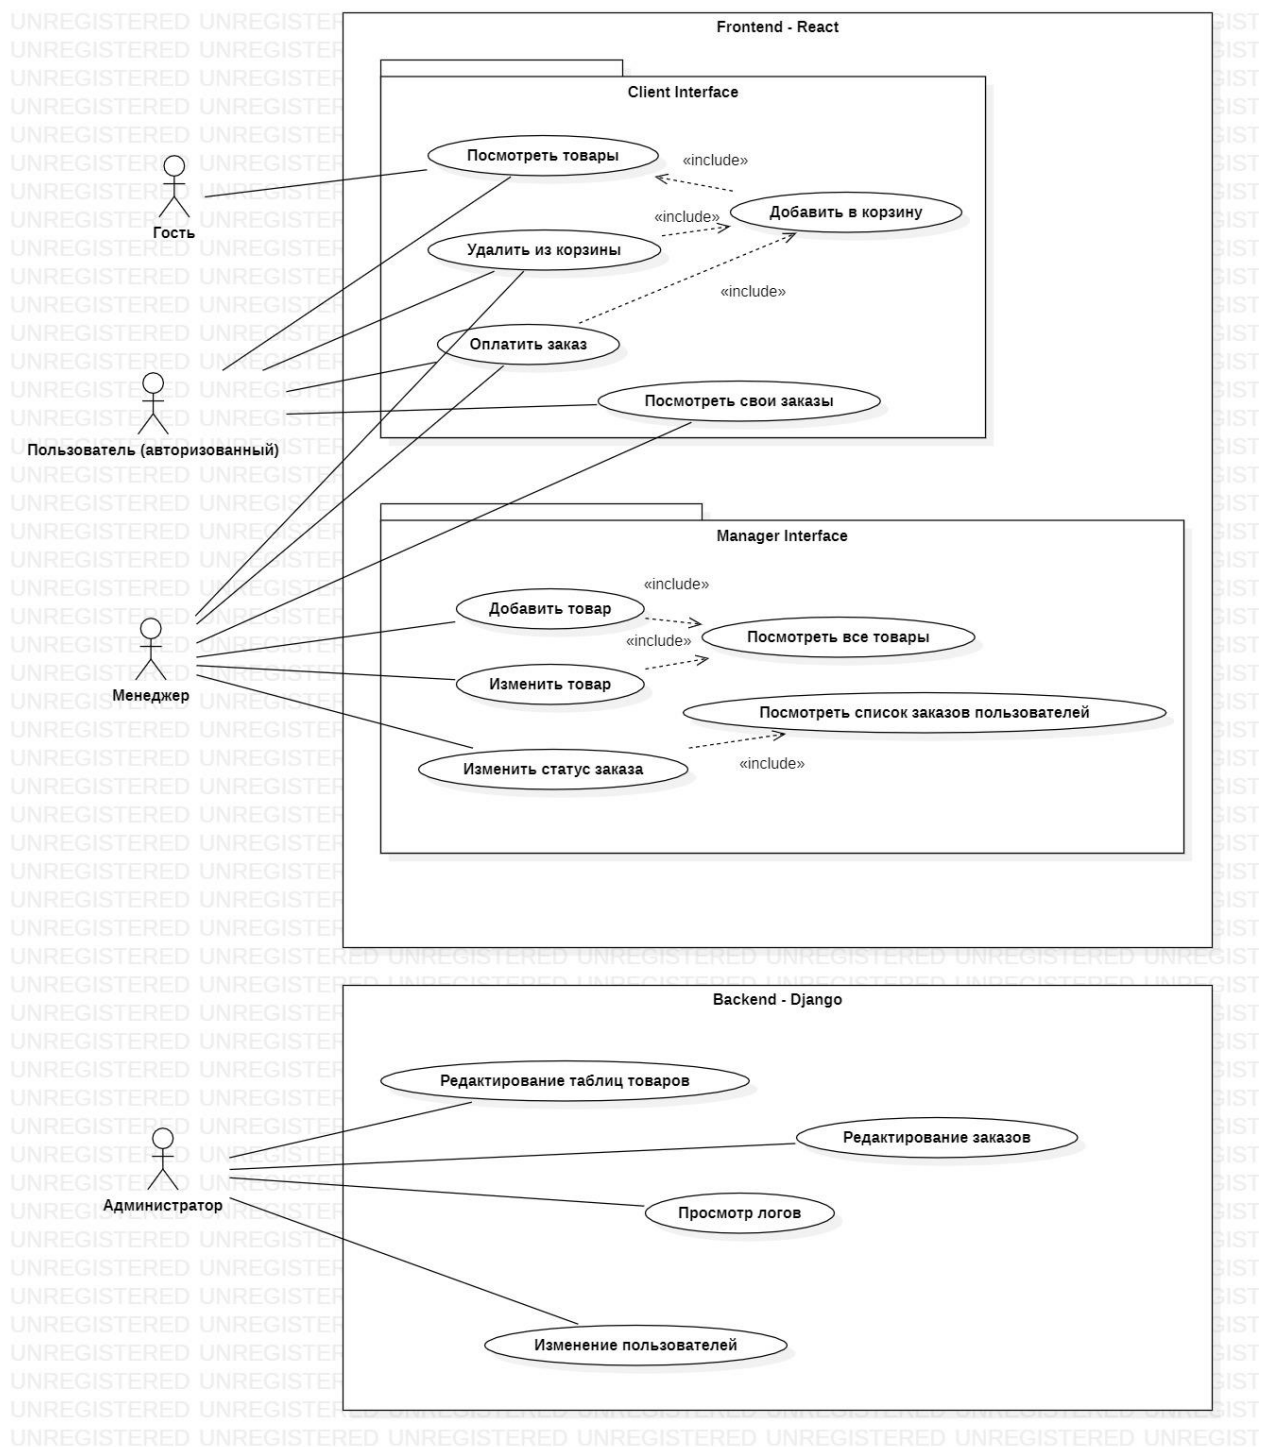 Frontend - React
Client Interface
Посмотреть товары
«include»
Добавить в корзину
«include»
Гость
Удалить из корзины
«include»
Оплатить заказ
Посмотреть свои заказы
Пользователь (авторизованный)
Manager Interface
«include»
Добавить товар
Посмотреть все товары
«include»
Изменить товар
Менеджер
Посмотреть список заказов пользователей
«include»
Изменить статус заказа
Backend - Django
Редактирование таблиц товаров
Редактирование заказов
Администратор
Просмотр логов
Изменение пользователей
UNREGISTERED